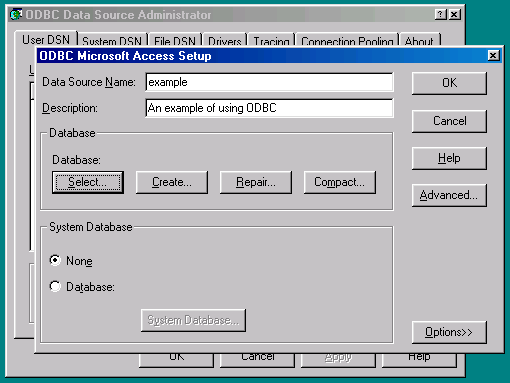 ODBC Data Source Administrator
User DSN System DSN File DSN Drivers Tracing Connection Pooling About
ODBC Microsoft Access Setup
Data Source Name: example
OK
Description: An example of using ODBC
Cancel
Database
Database:
Select... Create... Repair... Compact...
Help
Advanced...
System Database
None
Database:
System Database...
Options>>
OK Cancel Apply Help